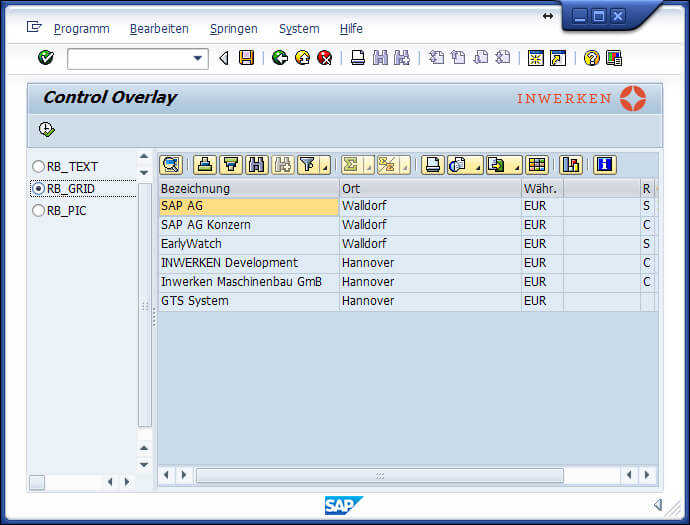 Programm Bearbeiten Springen System Hilfe
Control Overlay INWERKEN
RB_TEXT
RB_GRID
RB_PIC
Bezeichnung Ort Währ. R
SAP AG Walldorf EUR S
SAP AG Konzern Walldorf EUR C
EarlyWatch Walldorf EUR S
INWERKEN Development Hannover EUR C
Inwerken Maschinenbau GmB Hannover EUR C
GTS System Hannover EUR
SAP